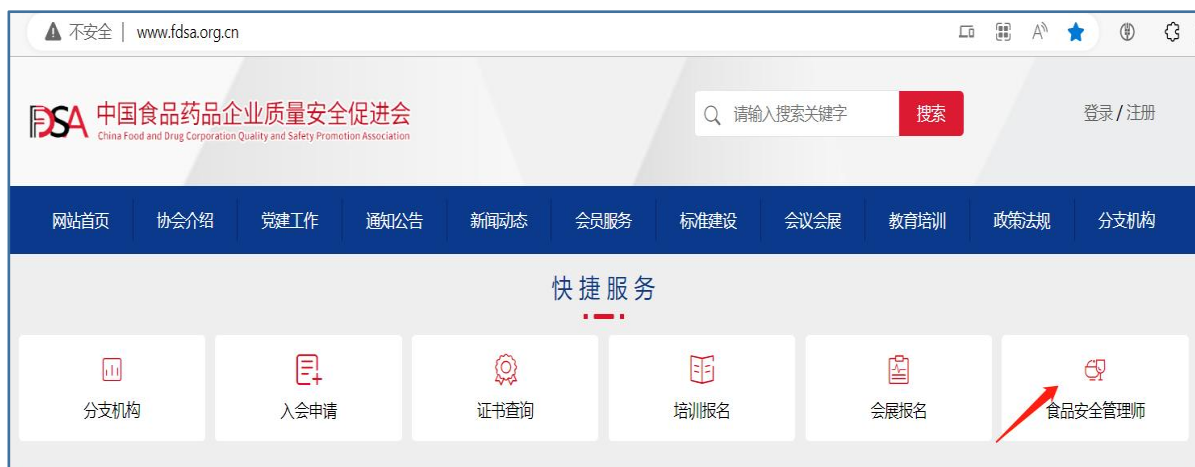 不安全 | www.fdsa.org.cn
FDSA 中国食品药品企业质量安全促进会
China Food and Drug Corporation Quality and Safety Promotion Association
请输入搜索关键字 搜索 登录 / 注册
网站首页 协会介绍 党建工作 通知公告 新闻动态 会员服务 标准建设 会议会展 教育培训 政策法规 分支机构
快捷服务
分支机构 入会申请 证书查询 培训报名 会展报名 食品安全管理师